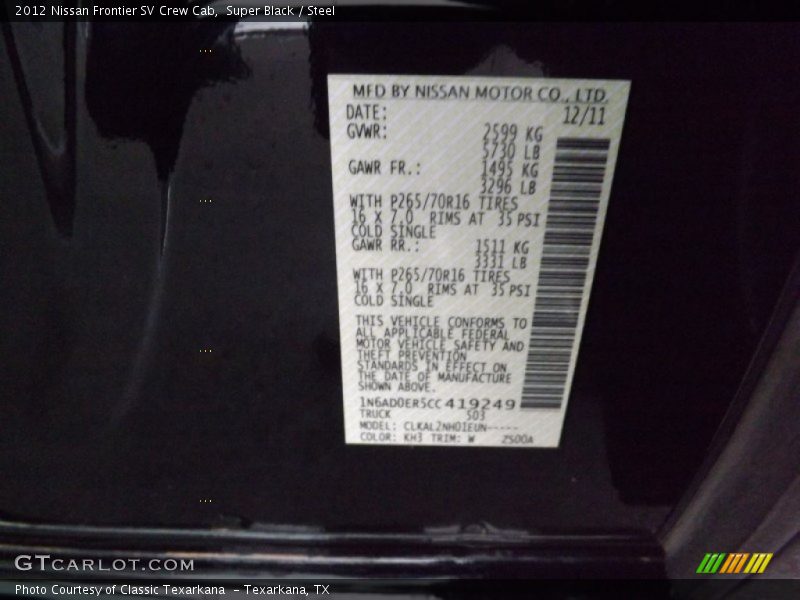 2012 Nissan Frontier SV Crew Cab,  Super Black / Steel
MFD BY NISSAN MOTOR CO., LTD.
DATE: 12/11
GVWR: 2599 KG
5730 LB
GAWR FR.: 1495 KG
3296 LB
WITH P265/70R16 TIRES
16 X 7.0 RIMS AT 35 PSI
COLD SINGLE
GAWR RR.: 1511 KG
3331 LB
WITH P265/70R16 TIRES
16 X 7.0 RIMS AT 35 PSI
COLD SINGLE
THIS VEHICLE CONFORMS TO
ALL APPLICABLE FEDERAL
MOTOR VEHICLE SAFETY AND
THEFT PREVENTION
STANDARDS IN EFFECT ON
THE DATE OF MANUFACTURE
SHOWN ABOVE.
1N6AD0ER5CC419249
TRUCK 503
MODEL: CLKAL2NH01EUN-----
COLOR: KH3 TRIM: W 2500A
GTCARLOT.COM
Photo Courtesy of Classic Texarkana - Texarkana, TX